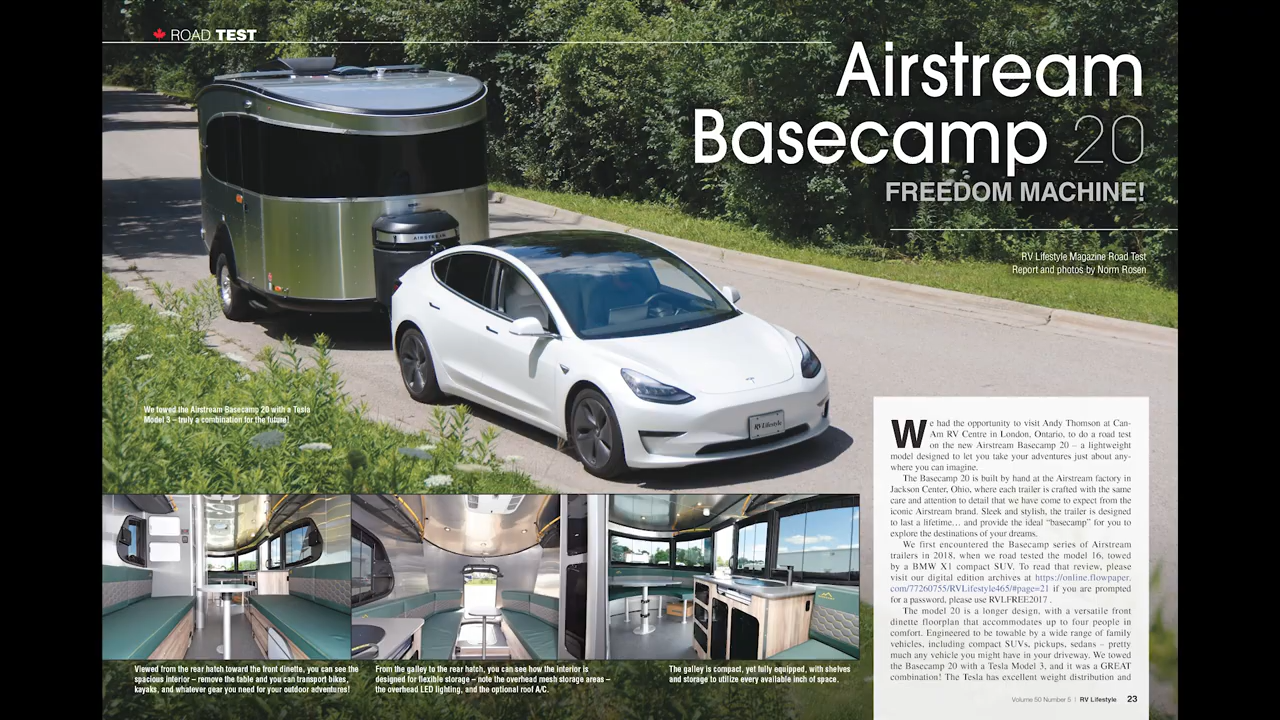 ROAD TEST
Airstream
Basecamp 20
FREEDOM MACHINE!
RV Lifestyle Magazine Road Test
Report and photos by Norm Rosen
AIRSTREAM
RV Lifestyle
We towed the Airstream Basecamp 20 with a Tesla
Model 3 – truly a combination for the future!
We had the opportunity to visit Andy Thomson at Can-
Am RV Centre in London, Ontario, to do a road test
on the new Airstream Basecamp 20 – a lightweight
model designed to let you take your adventures just about any-
where you can imagine.
The Basecamp 20 is built by hand at the Airstream factory in
Jackson Center, Ohio, where each trailer is crafted with the same
care and attention to detail that we have come to expect from the
iconic Airstream brand. Sleek and stylish, the trailer is designed
to last a lifetime… and provide the ideal “basecamp” for you to
explore the destinations of your dreams.
We first encountered the Basecamp series of Airstream
trailers in 2018, when we road tested the model 16, towed
by a BMW X1 compact SUV. To read that review, please
visit our digital edition archives at https://online.flowpaper.
com/77260755/RVLifestyle465/#page=21 if you are prompted
for a password, please use RVLFREE2017 .
The model 20 is a longer design, with a versatile front
dinette floorplan that accommodates up to four people in
comfort. Engineered to be towable by a wide range of family
vehicles, including compact SUVs, pickups, sedans – pretty
much any vehicle you might have in your driveway. We towed
the Basecamp 20 with a Tesla Model 3, and it was a GREAT
combination! The Tesla has excellent weight distribution and
Viewed from the rear hatch toward the front dinette, you can see the
spacious interior – remove the table and you can transport bikes,
kayaks, and whatever gear you need for your outdoor adventures!
From the galley to the rear hatch, you can see how the interior is
designed for flexible storage – note the overhead mesh storage areas –
the overhead LED lighting, and the optional roof A/C.
The galley is compact, yet fully equipped, with shelves
and storage to utilize every available inch of space.
Volume 50 Number 5 | RV Lifestyle 23